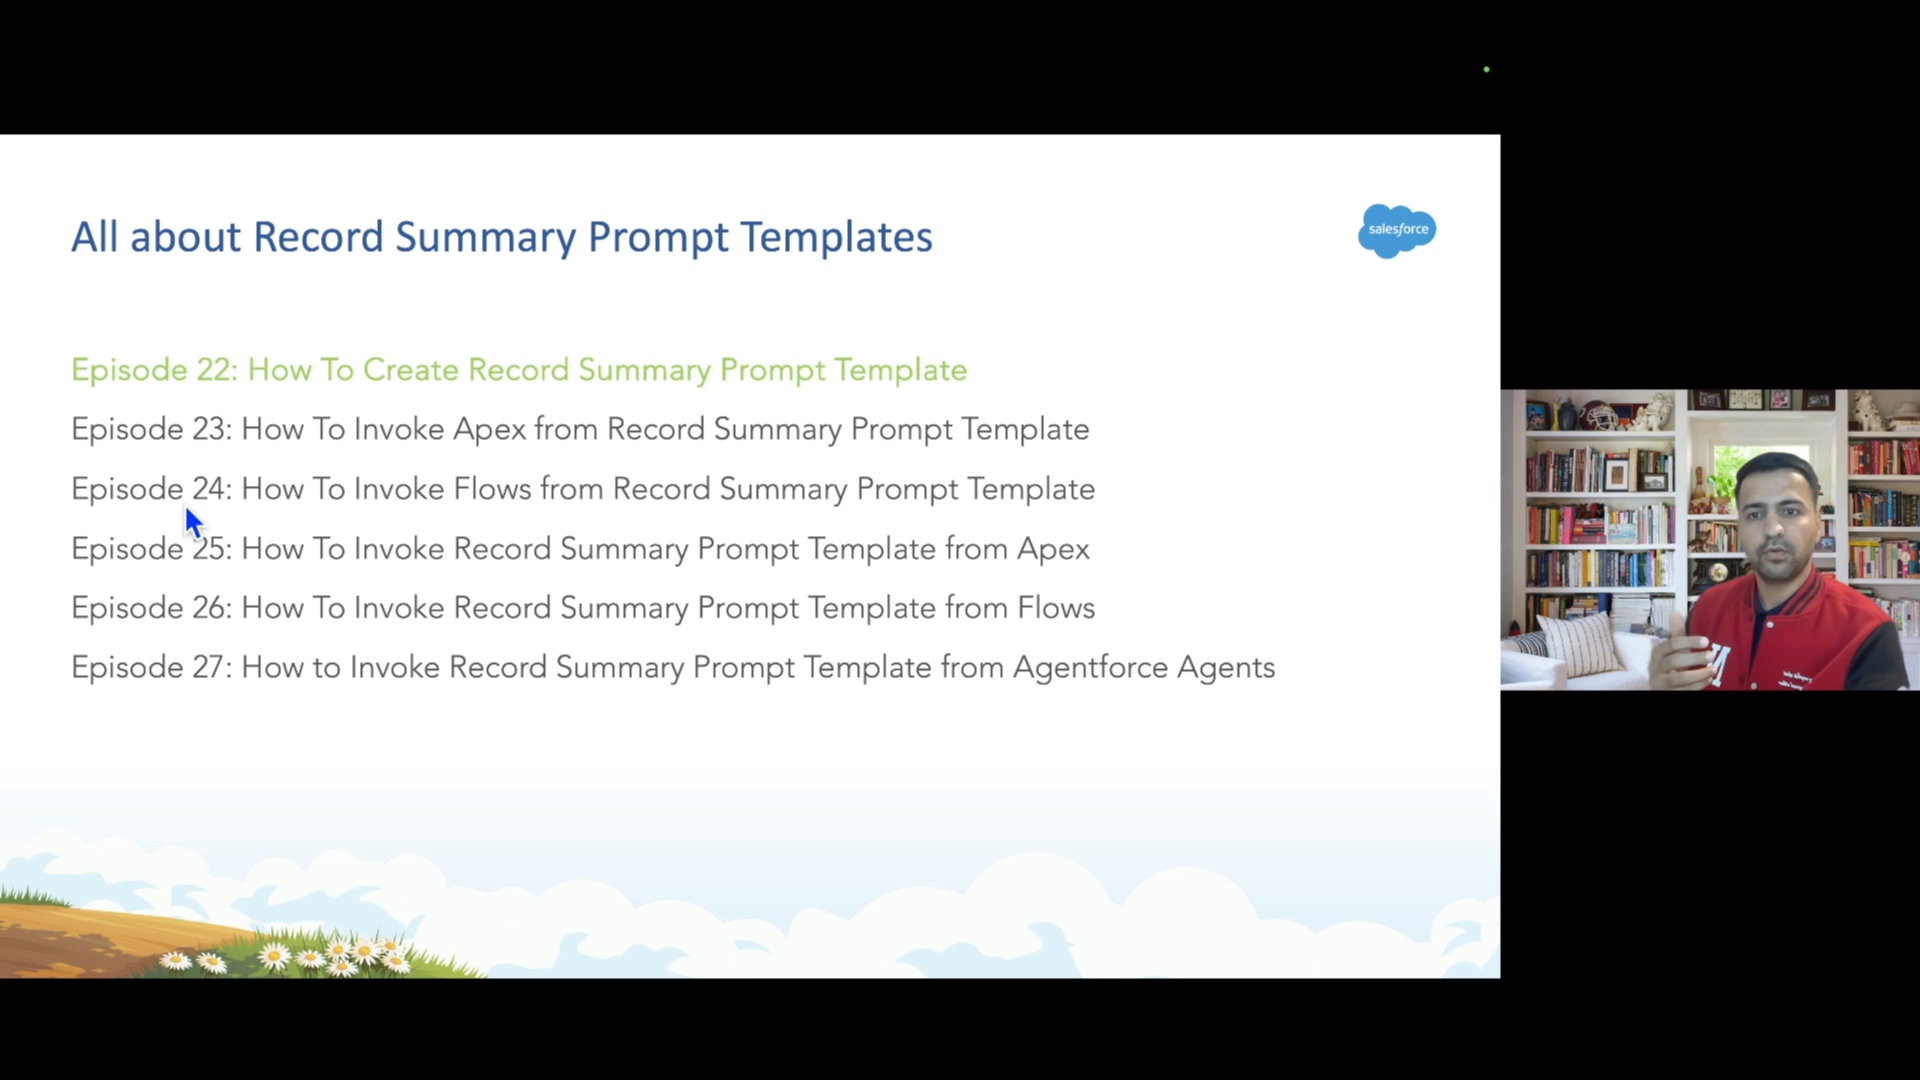 All about Record Summary Prompt Templates
salesforce
Episode 22: How To Create Record Summary Prompt Template
Episode 23: How To Invoke Apex from Record Summary Prompt Template
Episode 24: How To Invoke Flows from Record Summary Prompt Template
Episode 25: How To Invoke Record Summary Prompt Template from Apex
Episode 26: How To Invoke Record Summary Prompt Template from Flows
Episode 27: How to Invoke Record Summary Prompt Template from Agentforce Agents